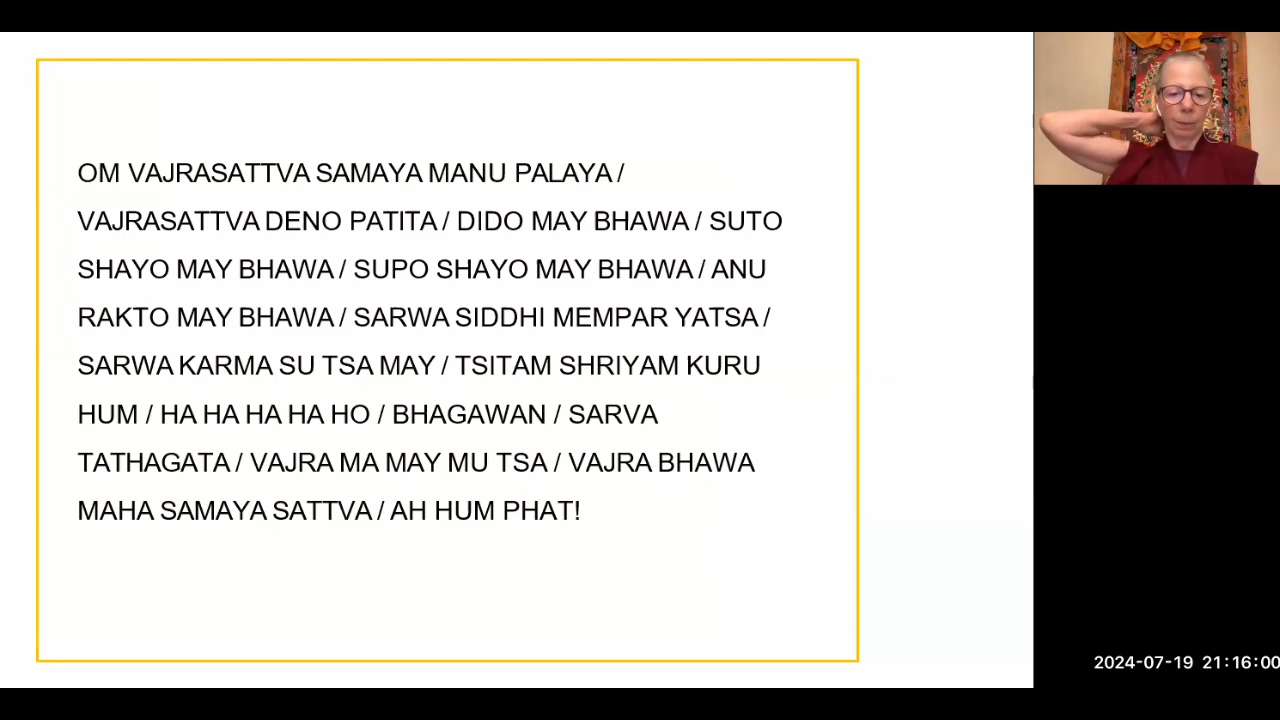 OM VAJRASATTVA SAMAYA MANU PALAYA /
VAJRASATTVA DENO PATITA / DIDO MAY BHAWA / SUTO
SHAYO MAY BHAWA / SUPO SHAYO MAY BHAWA / ANU
RAKTO MAY BHAWA / SARWA SIDDHI MEMPAR YATSA /
SARWA KARMA SU TSA MAY / TSITAM SHRIYAM KURU
HUM / HA HA HA HA HO / BHAGAWAN / SARVA
TATHAGATA / VAJRA MA MAY MU TSA / VAJRA BHAWA
MAHA SAMAYA SATTVA / AH HUM PHAT!
2024-07-19 21:16:00